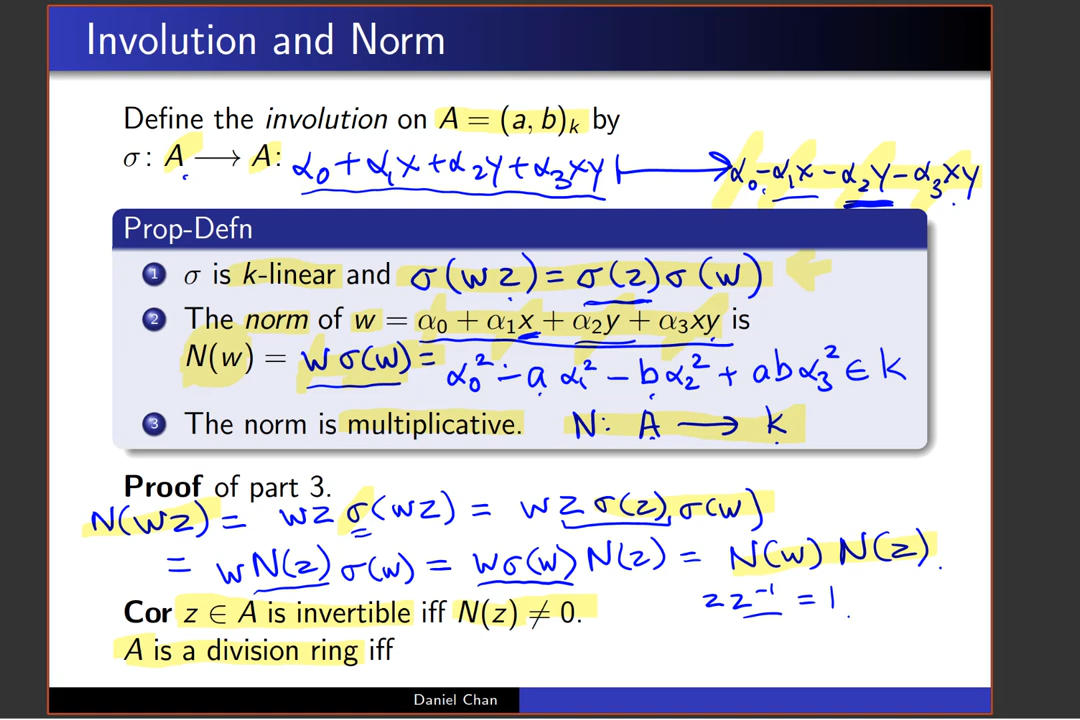 Involution and Norm
Define the involution on A = (a, b)ₖ by
σ: A ⟶ A: α₀ + α₁x + α₂y + α₃xy ↦ α₀ - α₁x - α₂y - α₃xy
Prop-Defn
1 σ is k-linear and σ(wz) = σ(z)σ(w)
2 The norm of w = α₀ + α₁x + α₂y + α₃xy is
N(w) = wσ(w) = α₀² - aα₁² - bα₂² + abα₃² ∈ k
3 The norm is multiplicative. N: A ⟶ k
Proof of part 3.
N(wz) = wz σ(wz) = wz σ(z) σ(w)
= wN(z) σ(w) = wσ(w) N(z) = N(w) N(z).
zz⁻¹ = 1.
Cor z ∈ A is invertible iff N(z) ≠ 0.
A is a division ring iff
Daniel Chan